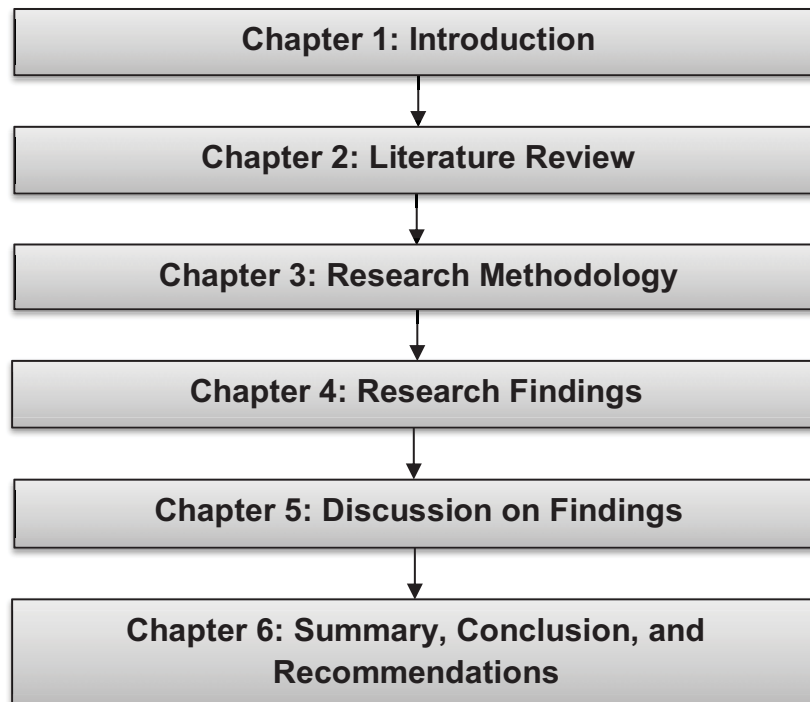 Chapter 1: Introduction
Chapter 2: Literature Review
Chapter 3: Research Methodology
Chapter 4: Research Findings
Chapter 5: Discussion on Findings
Chapter 6: Summary, Conclusion, and
Recommendations